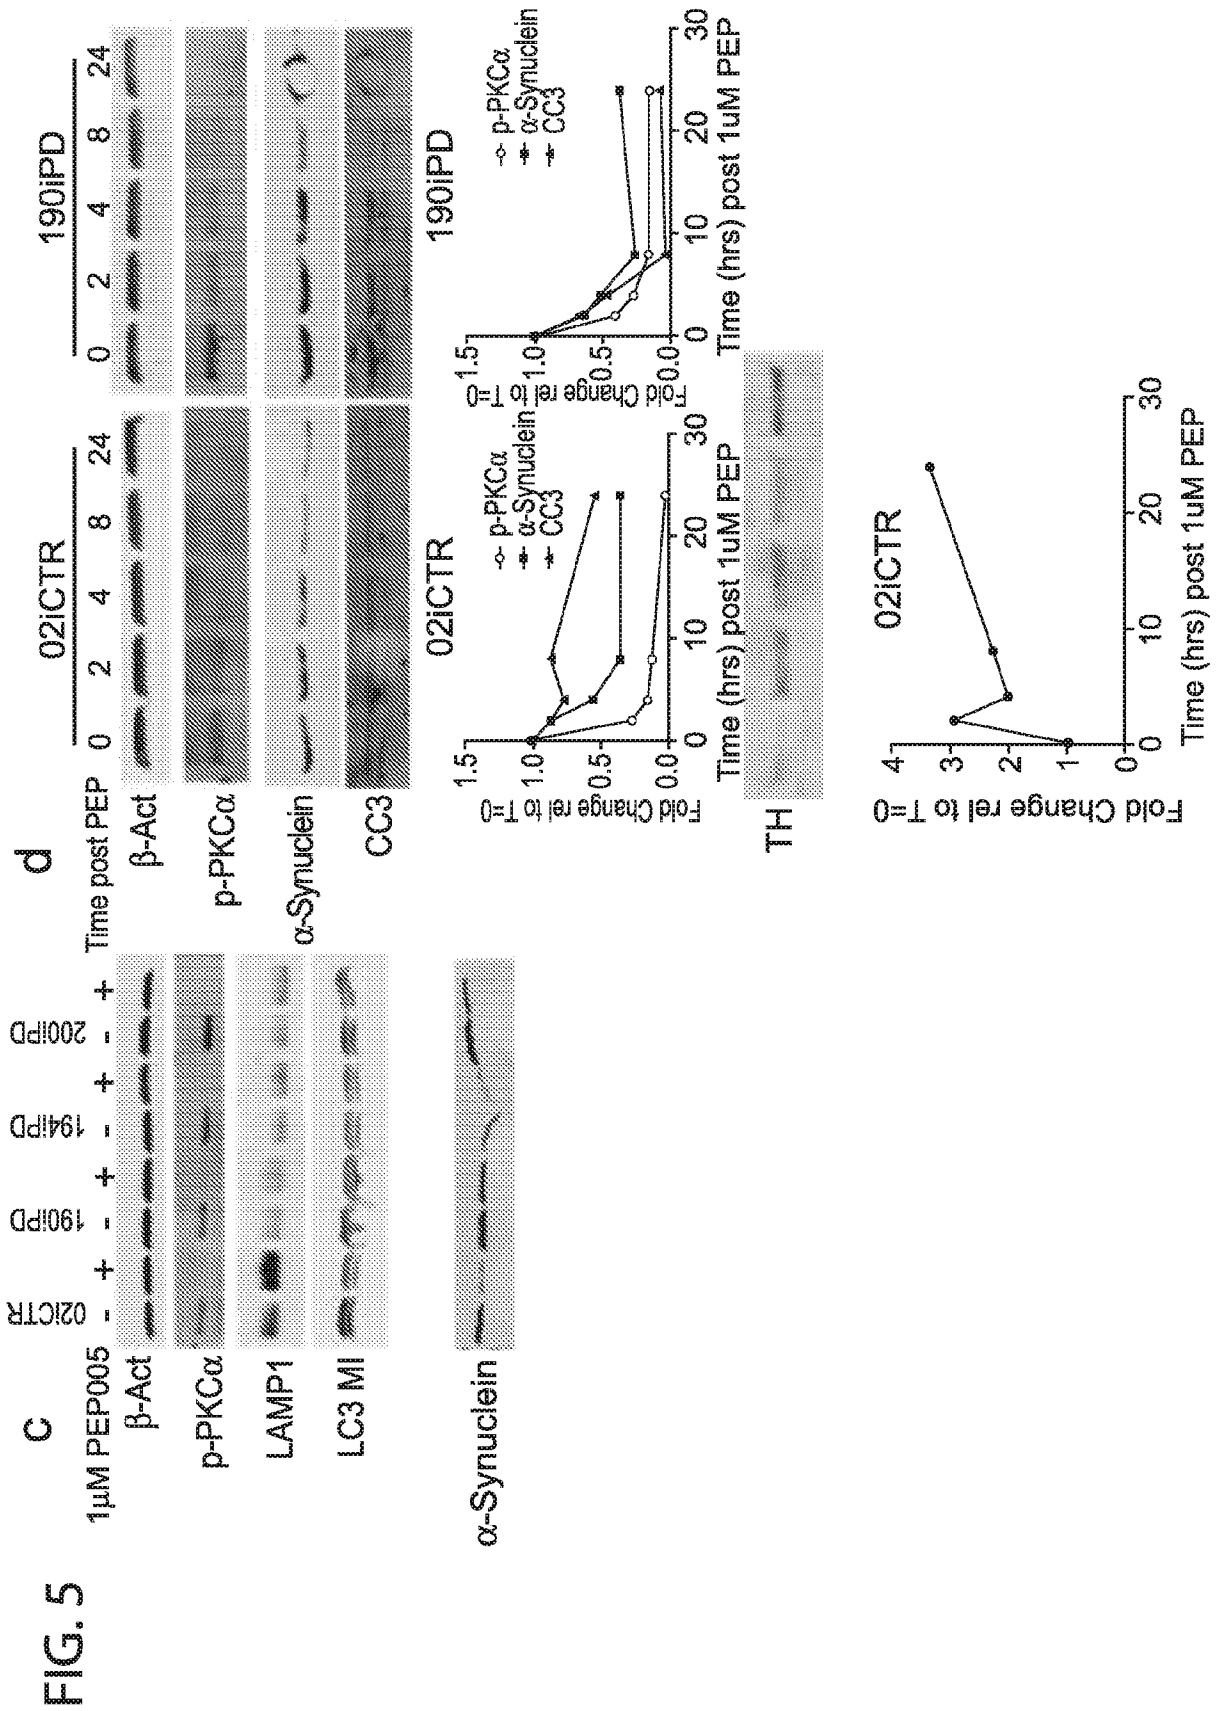 FIG. 5
c
02iCTR 190iPD 194iPD 200iPD
1µM PEP005 - + - + - + - +
β-Act
p-PKCα
LAMP1
LC3 MI
α-Synuclein
d
02iCTR 190iPD
Time post PEP 0 2 4 8 24 0 2 4 8 24
β-Act
p-PKCα
α-Synuclein
CC3
02iCTR
Fold Change rel to T=0
1.5
1.0
0.5
0.0
0 10 20 30
Time (hrs) post 1uM PEP
p-PKCα
α-Synuclein
CC3
190iPD
Fold Change rel to T=0
1.5
1.0
0.5
0.0
0 10 20 30
Time (hrs) post 1uM PEP
p-PKCα
α-Synuclein
CC3
TH
02iCTR
Fold Change rel to T=0
4
3
2
1
0
0 10 20 30
Time (hrs) post 1uM PEP